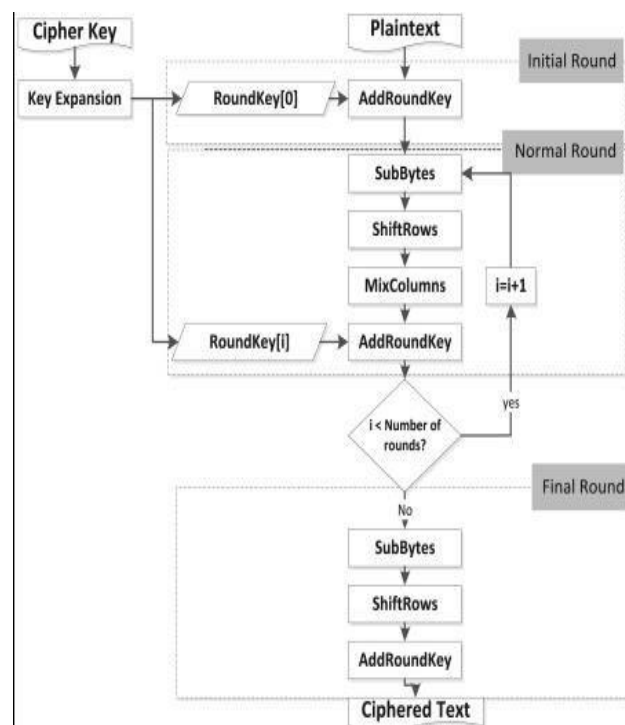 Cipher Key
Plaintext
Initial Round
Key Expansion
RoundKey[0]
AddRoundKey
Normal Round
SubBytes
ShiftRows
MixColumns
i=i+1
RoundKey[i]
AddRoundKey
yes
i < Number of
rounds?
Final Round
No
SubBytes
ShiftRows
AddRoundKey
Ciphered Text